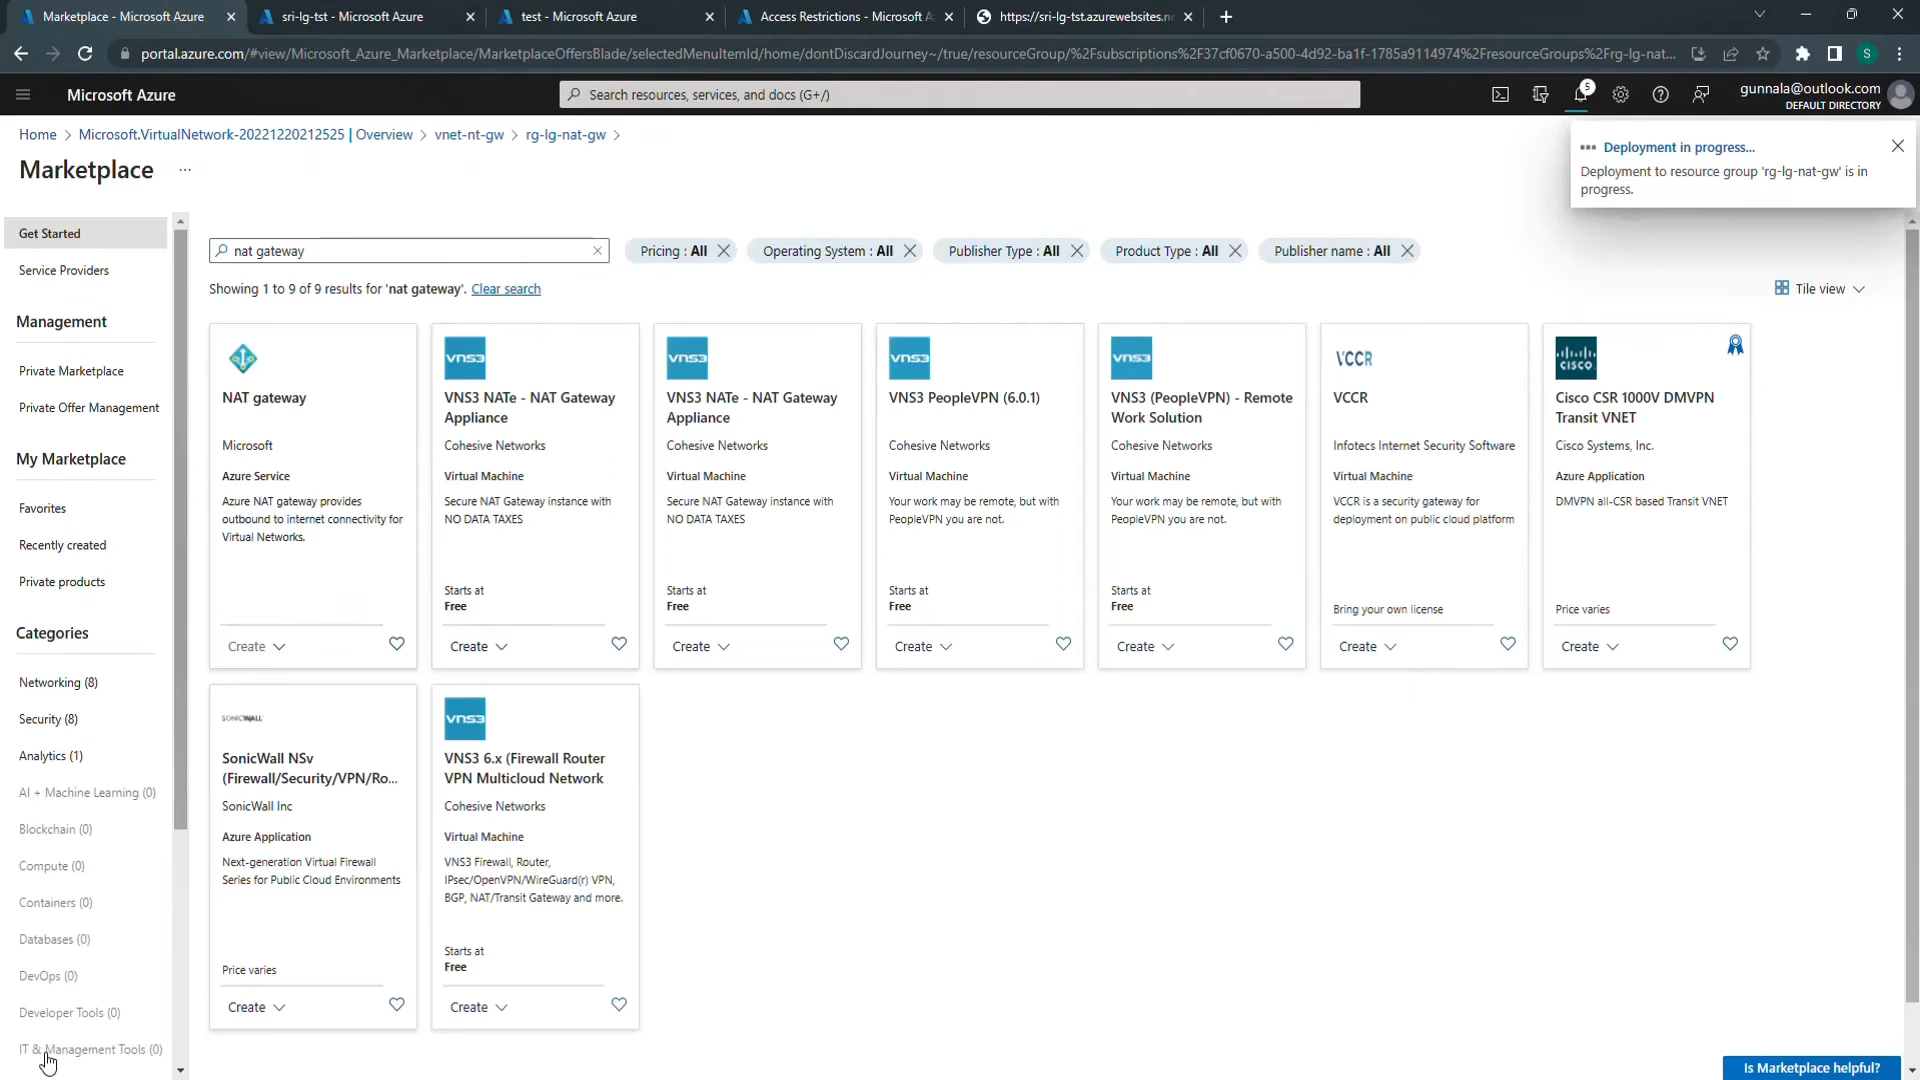 Marketplace - Microsoft Azure
sri-lg-tst - Microsoft Azure
test - Microsoft Azure
Access Restrictions - Microsoft A
https://sri-lg-tst.azurewebsites.ne
portal.azure.com/#view/Microsoft_Azure_Marketplace/MarketplaceOffersBlade/selectedMenuItemId/home/dontDiscardJourney~/true/resourceGroup/%2Fsubscriptions%2F37cf0670-a500-4d92-ba1f-1785a9114974%2FresourceGroups%2Frg-lg-nat...
S
Microsoft Azure
Search resources, services, and docs (G+/)
5
gunnala@outlook.com
DEFAULT DIRECTORY
Home > Microsoft.VirtualNetwork-20221220212525 | Overview > vnet-nt-gw > rg-lg-nat-gw >
Marketplace ...
Deployment in progress...
Deployment to resource group 'rg-lg-nat-gw' is in
progress.
Get Started
Service Providers
Management
Private Marketplace
Private Offer Management
My Marketplace
Favorites
Recently created
Private products
Categories
Networking (8)
Security (8)
Analytics (1)
AI + Machine Learning (0)
Blockchain (0)
Compute (0)
Containers (0)
Databases (0)
DevOps (0)
Developer Tools (0)
IT & Management Tools (0)
nat gateway
Pricing : All
Operating System : All
Publisher Type : All
Product Type : All
Publisher name : All
Showing 1 to 9 of 9 results for 'nat gateway'. Clear search
Tile view
NAT gateway
Microsoft
Azure Service
Azure NAT gateway provides
outbound to internet connectivity for
Virtual Networks.
Create
VNS3
VNS3 NATe - NAT Gateway
Appliance
Cohesive Networks
Virtual Machine
Secure NAT Gateway instance with
NO DATA TAXES
Starts at
Free
Create
VNS3
VNS3 NATe - NAT Gateway
Appliance
Cohesive Networks
Virtual Machine
Secure NAT Gateway instance with
NO DATA TAXES
Starts at
Free
Create
VNS3
VNS3 PeopleVPN (6.0.1)
Cohesive Networks
Virtual Machine
Your work may be remote, but with
PeopleVPN you are not.
Starts at
Free
Create
VNS3
VNS3 (PeopleVPN) - Remote
Work Solution
Cohesive Networks
Virtual Machine
Your work may be remote, but with
PeopleVPN you are not.
Starts at
Free
Create
VCCR
VCCR
Infotecs Internet Security Software
Virtual Machine
VCCR is a security gateway for
deployment on public cloud platform
Bring your own license
Create
CISCO
Cisco CSR 1000V DMVPN
Transit VNET
Cisco Systems, Inc.
Azure Application
DMVPN all-CSR based Transit VNET
Price varies
Create
SONICWALL
SonicWall NSv
(Firewall/Security/VPN/Ro...
SonicWall Inc
Azure Application
Next-generation Virtual Firewall
Series for Public Cloud Environments
Price varies
Create
VNS3
VNS3 6.x (Firewall Router
VPN Multicloud Network
Cohesive Networks
Virtual Machine
VNS3 Firewall, Router,
IPsec/OpenVPN/WireGuard(r) VPN,
BGP, NAT/Transit Gateway and more.
Starts at
Free
Create
Is Marketplace helpful?